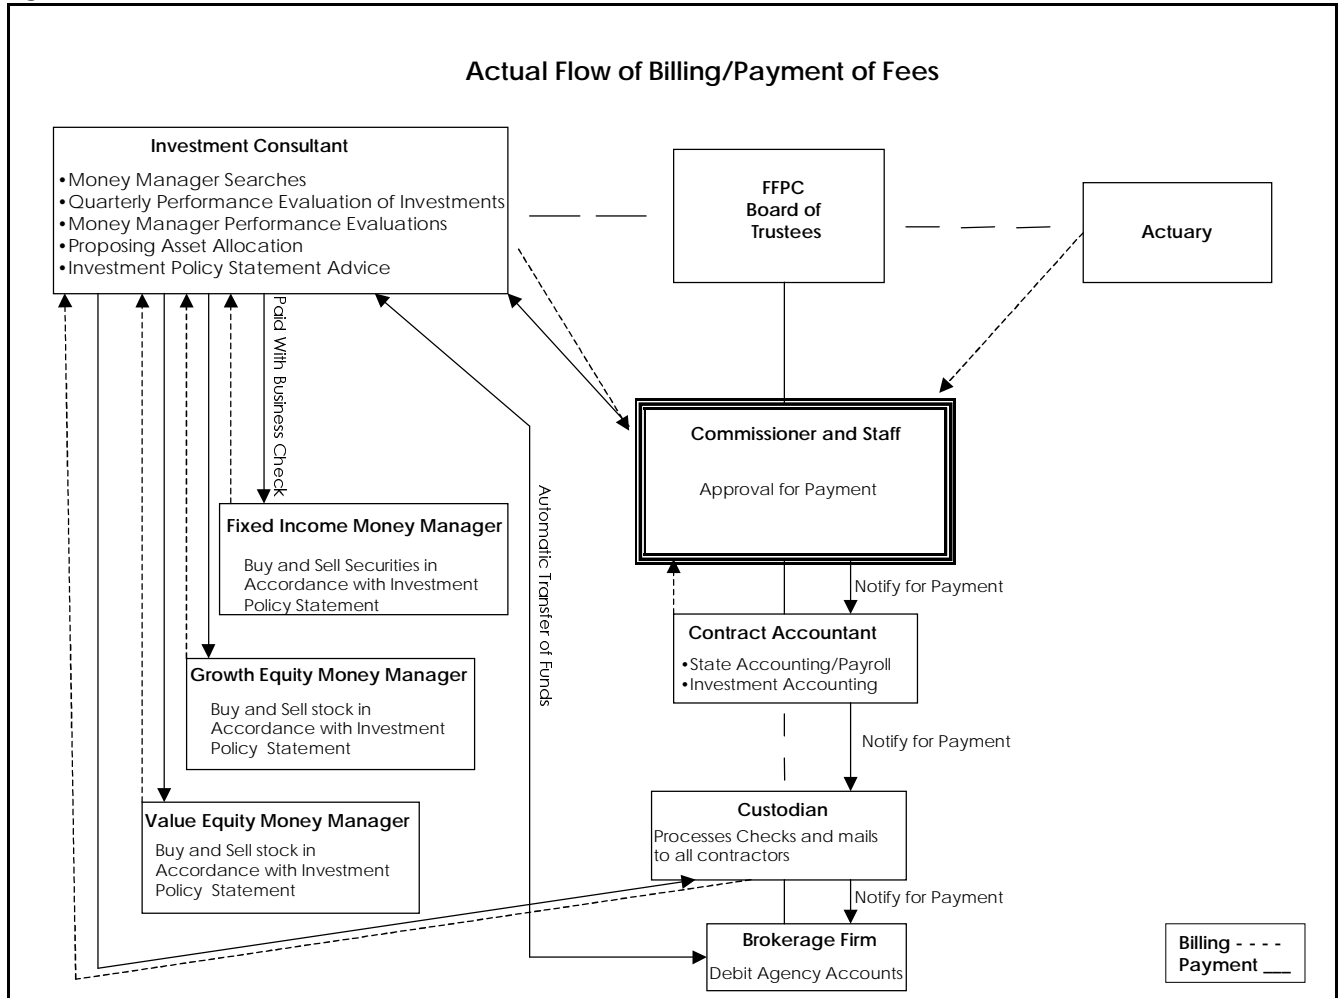 Actual Flow of Billing/Payment of Fees
Investment Consultant
•Money Manager Searches
•Quarterly Performance Evaluation of Investments
•Money Manager Performance Evaluations
•Proposing Asset Allocation
•Investment Policy Statement Advice
FFPC
Board of
Trustees
Actuary
Paid With Business Check
Commissioner and Staff
Approval for Payment
Automatic Transfer of Funds
Fixed Income Money Manager
Buy and Sell Securities in
Accordance with Investment
Policy Statement
Notify for Payment
Contract Accountant
•State Accounting/Payroll
•Investment Accounting
Growth Equity Money Manager
Buy and Sell stock in
Accordance with Investment
Policy Statement
Notify for Payment
Value Equity Money Manager
Buy and Sell stock in
Accordance with Investment
Policy Statement
Custodian
Processes Checks and mails
to all contractors
Notify for Payment
Brokerage Firm
Debit Agency Accounts
Billing - - - -
Payment ___